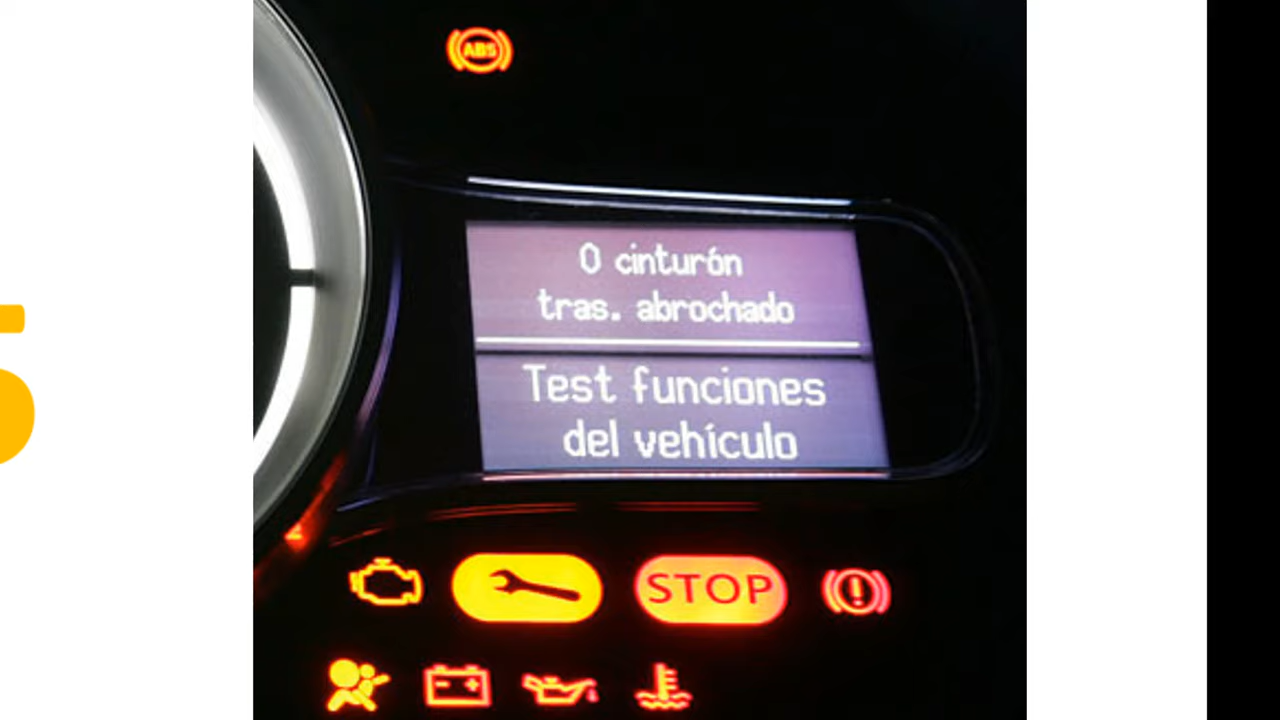 ABS
0 cinturón
tras. abrochado
Test funciones
del vehículo
STOP